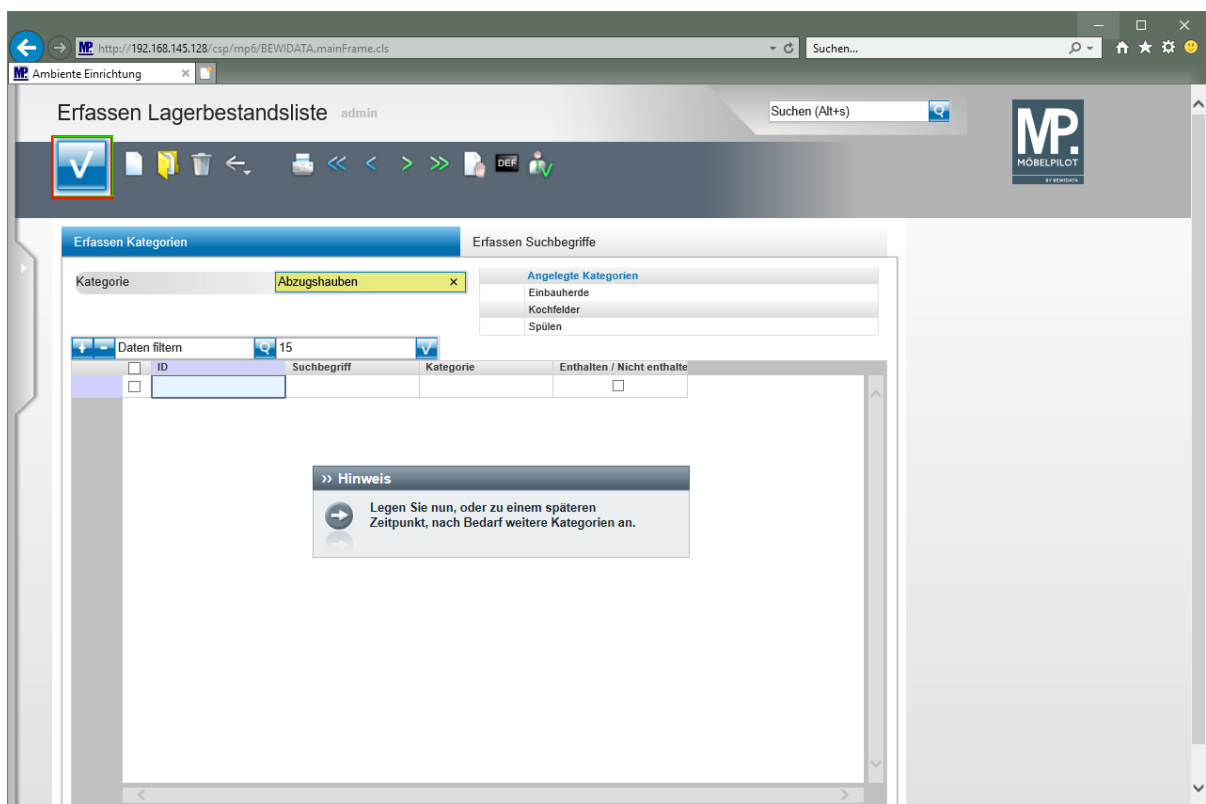 http://192.168.145.128/csp/mp6/BEWIDATA.mainFrame.cls
Suchen...
MP. Ambiente Einrichtung
Erfassen Lagerbestandsliste admin
Suchen (Alt+s)
MP.
MÖBELPILOT
BY BEWIDATA
DEF
Erfassen Kategorien
Erfassen Suchbegriffe
Kategorie
Abzugshauben
Angelegte Kategorien
Einbauherde
Kochfelder
Spülen
Daten filtern
15
ID Suchbegriff Kategorie Enthalten / Nicht enthalte
›› Hinweis
Legen Sie nun, oder zu einem späteren
Zeitpunkt, nach Bedarf weitere Kategorien an.